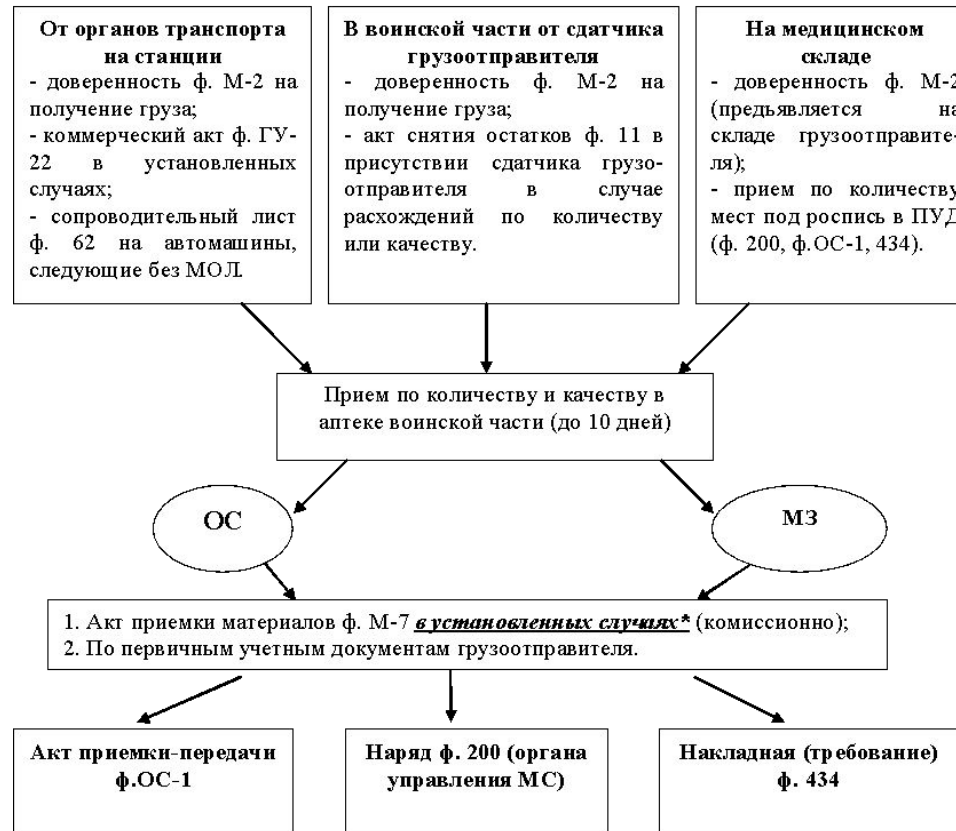 От органов транспорта
на станции
- доверенность ф. М-2 на
получение груза;
- коммерческий акт ф. ГУ-
22 в установленных
случаях;
- сопроводительный лист
ф. 62 на автомашины,
следующие без МОЛ.
В воинской части от сдатчика
грузоотправителя
- доверенность ф. М-2 на
получение груза;
- акт снятия остатков ф. 11 в
присутствии сдатчика грузо-
отправителя в случае
расхождений по количеству
или качеству.
На медицинском
складе
- доверенность ф. М-2
(предьявляется на
складе грузоотправите-
ля);
- прием по количеству
мест под роспись в ПУД
(ф. 200, ф.ОС-1, 434).
Прием по количеству и качеству в
аптеке воинской части (до 10 дней)
ОС
МЗ
1. Акт приемки материалов ф. М-7 в установленных случаях* (комиссионно);
2. По первичным учетным документам грузоотправителя.
Акт приемки-передачи
ф.ОС-1
Наряд ф. 200 (органа
управления МС)
Накладная (требование)
ф. 434